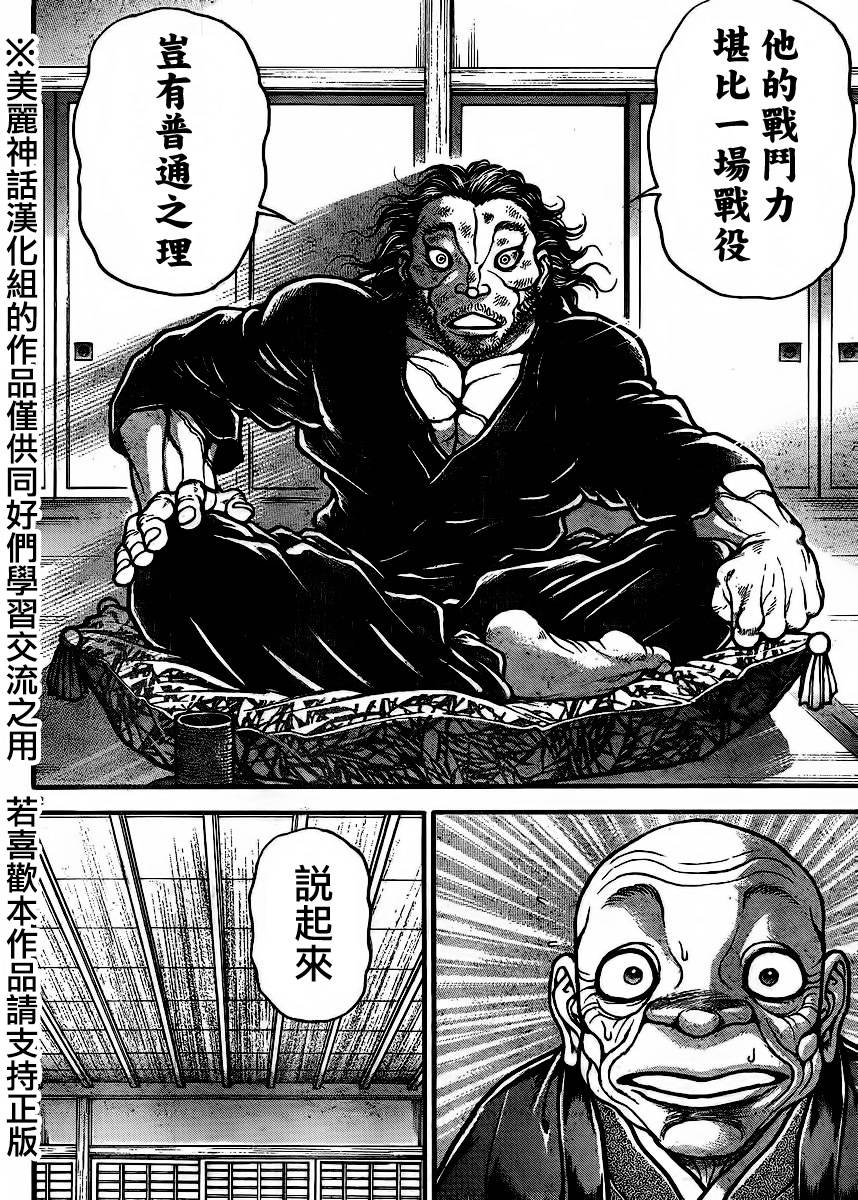 他的戰鬥力
堪比一場戰役
豈有普通之理
説起來
※美麗神話漢化組的作品僅供同好們學習交流之用
若喜歡本作品請支持正版